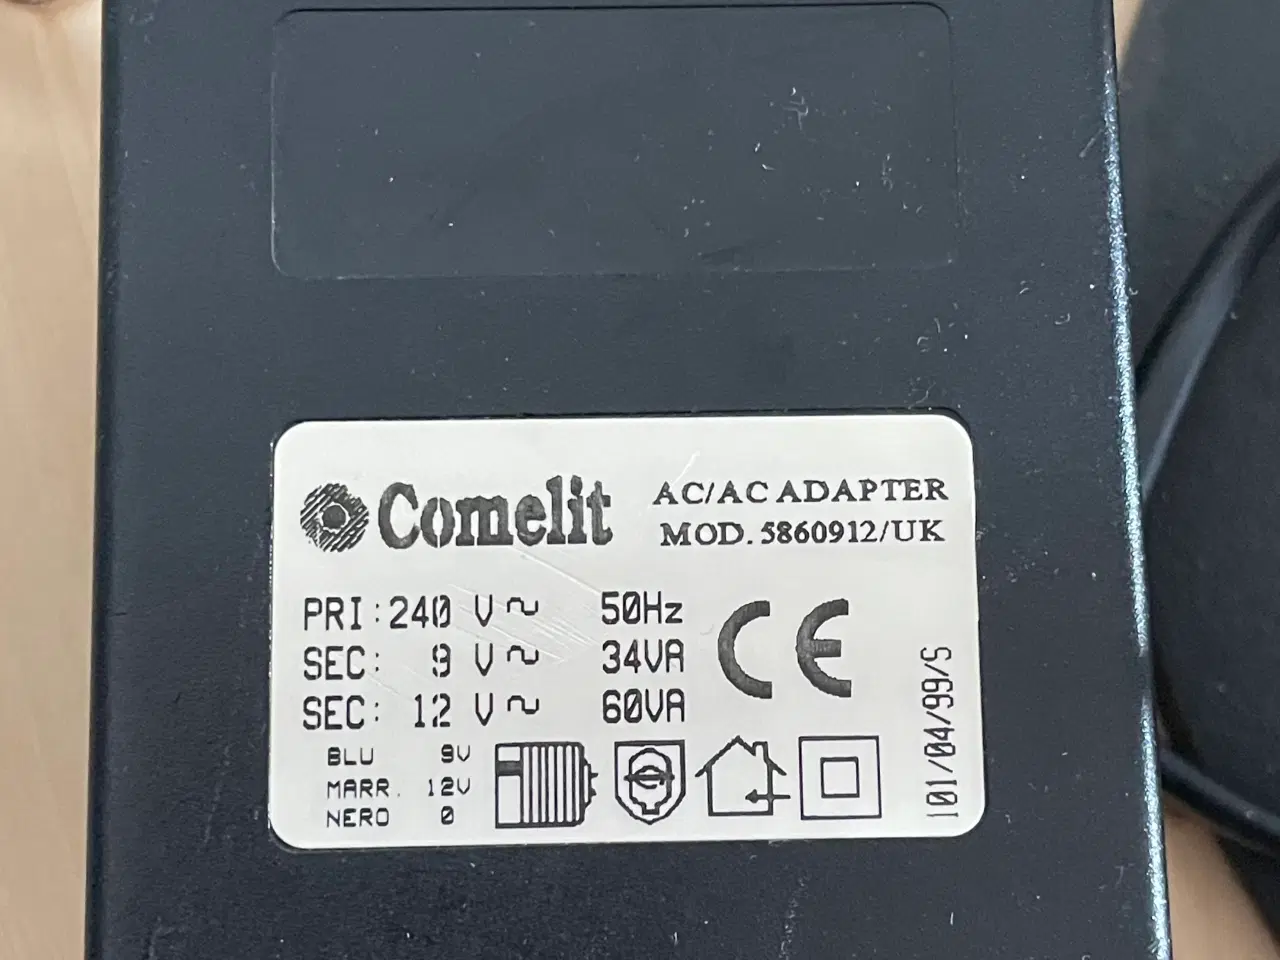 Comelit
AC/AC ADAPTER
MOD. 5860912/UK
PRI: 240 V~ 50Hz
SEC: 9 V~ 34VA
SEC: 12 V~ 60VA
CE
BLU 9V
MARR. 12V
NERO 0
101/04/99/S